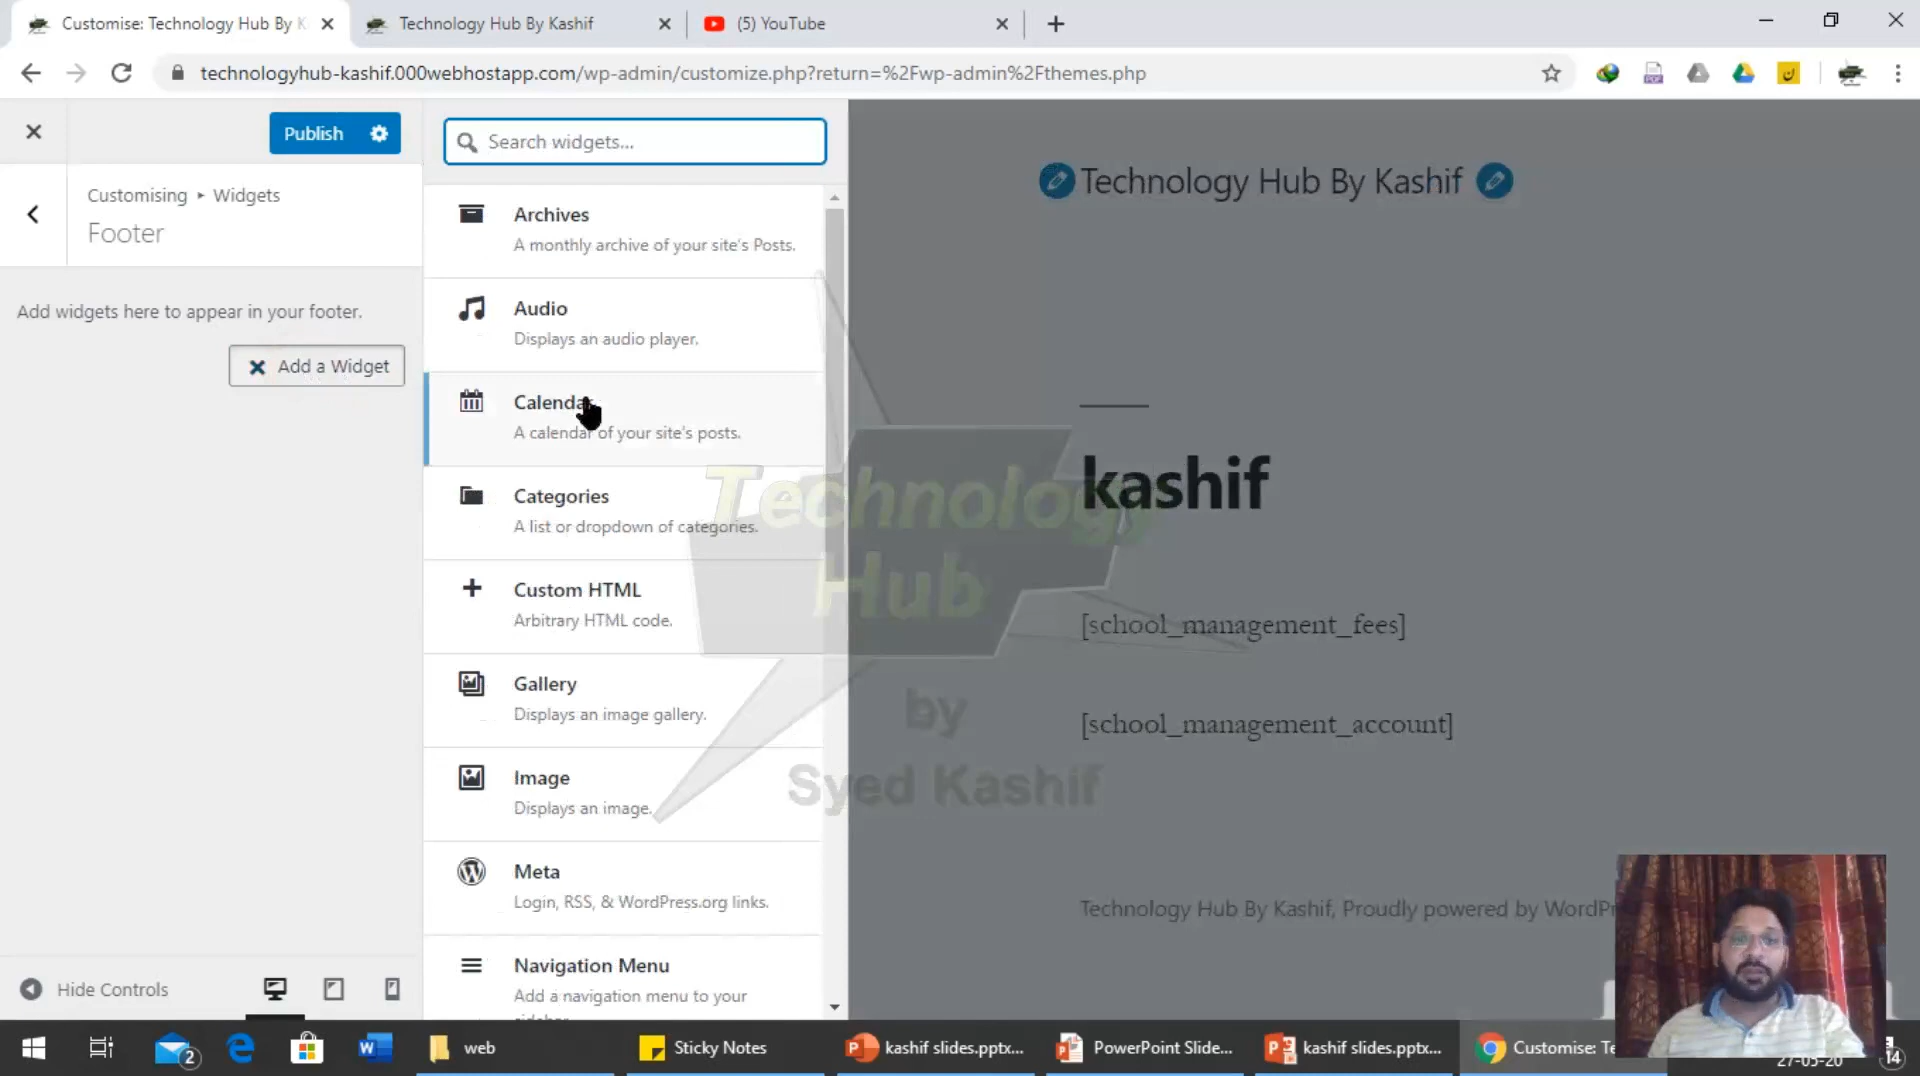 Customise: Technology Hub By K
Technology Hub By Kashif
(5) YouTube
technologyhub-kashif.000webhostapp.com/wp-admin/customize.php?return=%2Fwp-admin%2Fthemes.php
Publish
Customising ▸ Widgets
Footer
Add widgets here to appear in your footer.
Add a Widget
Search widgets...
Archives
A monthly archive of your site's Posts.
Audio
Displays an audio player.
Calendar
A calendar of your site's posts.
Categories
A list or dropdown of categories.
Custom HTML
Arbitrary HTML code.
Gallery
Displays an image gallery.
Image
Displays an image.
Meta
Login, RSS, & WordPress.org links.
Navigation Menu
Add a navigation menu to your
sidebar.
Technology Hub By Kashif
kashif
[school_management_fees]
[school_management_account]
Technology Hub By Kashif, Proudly powered by WordPr
Technology
Hub
by
Syed Kashif
Hide Controls
2
web
Sticky Notes
kashif slides.pptx...
PowerPoint Slide...
kashif slides.pptx...
Customise: Te
14